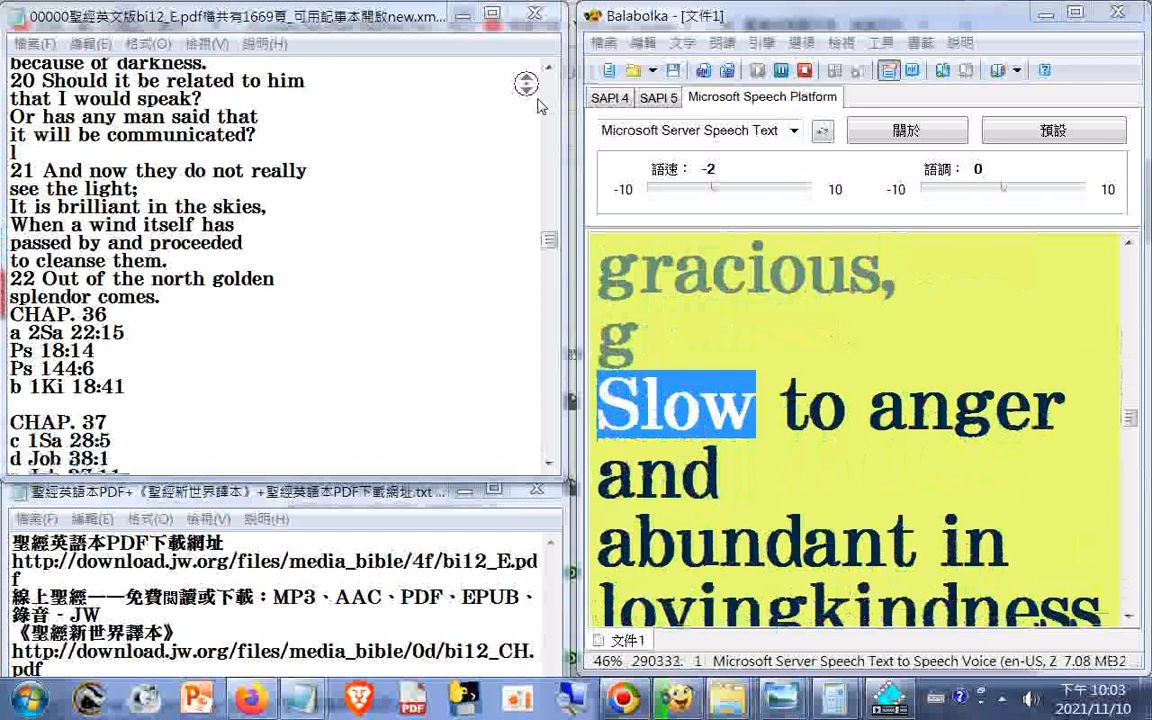 00000聖經英文版bi12_E.pdf檔共有1669頁_可用記事本開啟new.xm...
檔案(F) 編輯(E) 格式(O) 檢視(V) 說明(H)
because of darkness.
20 Should it be related to him
that I would speak?
Or has any man said that
it will be communicated?
l
21 And now they do not really
see the light;
It is brilliant in the skies,
When a wind itself has
passed by and proceeded
to cleanse them.
22 Out of the north golden
splendor comes.
CHAP. 36
a 2Sa 22:15
Ps 18:14
Ps 144:6
b 1Ki 18:41
CHAP. 37
c 1Sa 28:5
d Job 38:1
聖經英語本PDF+《聖經新世界譯本》+聖經英語本PDF下載網址.txt ...
檔案(F) 編輯(E) 格式(O) 檢視(V) 說明(H)
聖經英語本PDF下載網址
http://download.jw.org/files/media_bible/4f/bi12_E.pd
f
線上聖經——免費閱讀或下載：MP3、AAC、PDF、EPUB、
錄音 - JW
《聖經新世界譯本》
http://download.jw.org/files/media_bible/0d/bi12_CH.
pdf
Balabolka - [文件1]
檔案 編輯 文字 朗讀 引擎 選項 檢視 工具 書籤 說明
SAPI 4 SAPI 5 Microsoft Speech Platform
Microsoft Server Speech Text 關於 預設
語速： -2 語調： 0
-10 10 -10 10
gracious,
g
Slow to anger
and
abundant in
lovingkindness
文件1
46% 290332: 1 Microsoft Server Speech Text to Speech Voice (en-US, Z 7.08 MB2
下午 10:03
2021/11/10